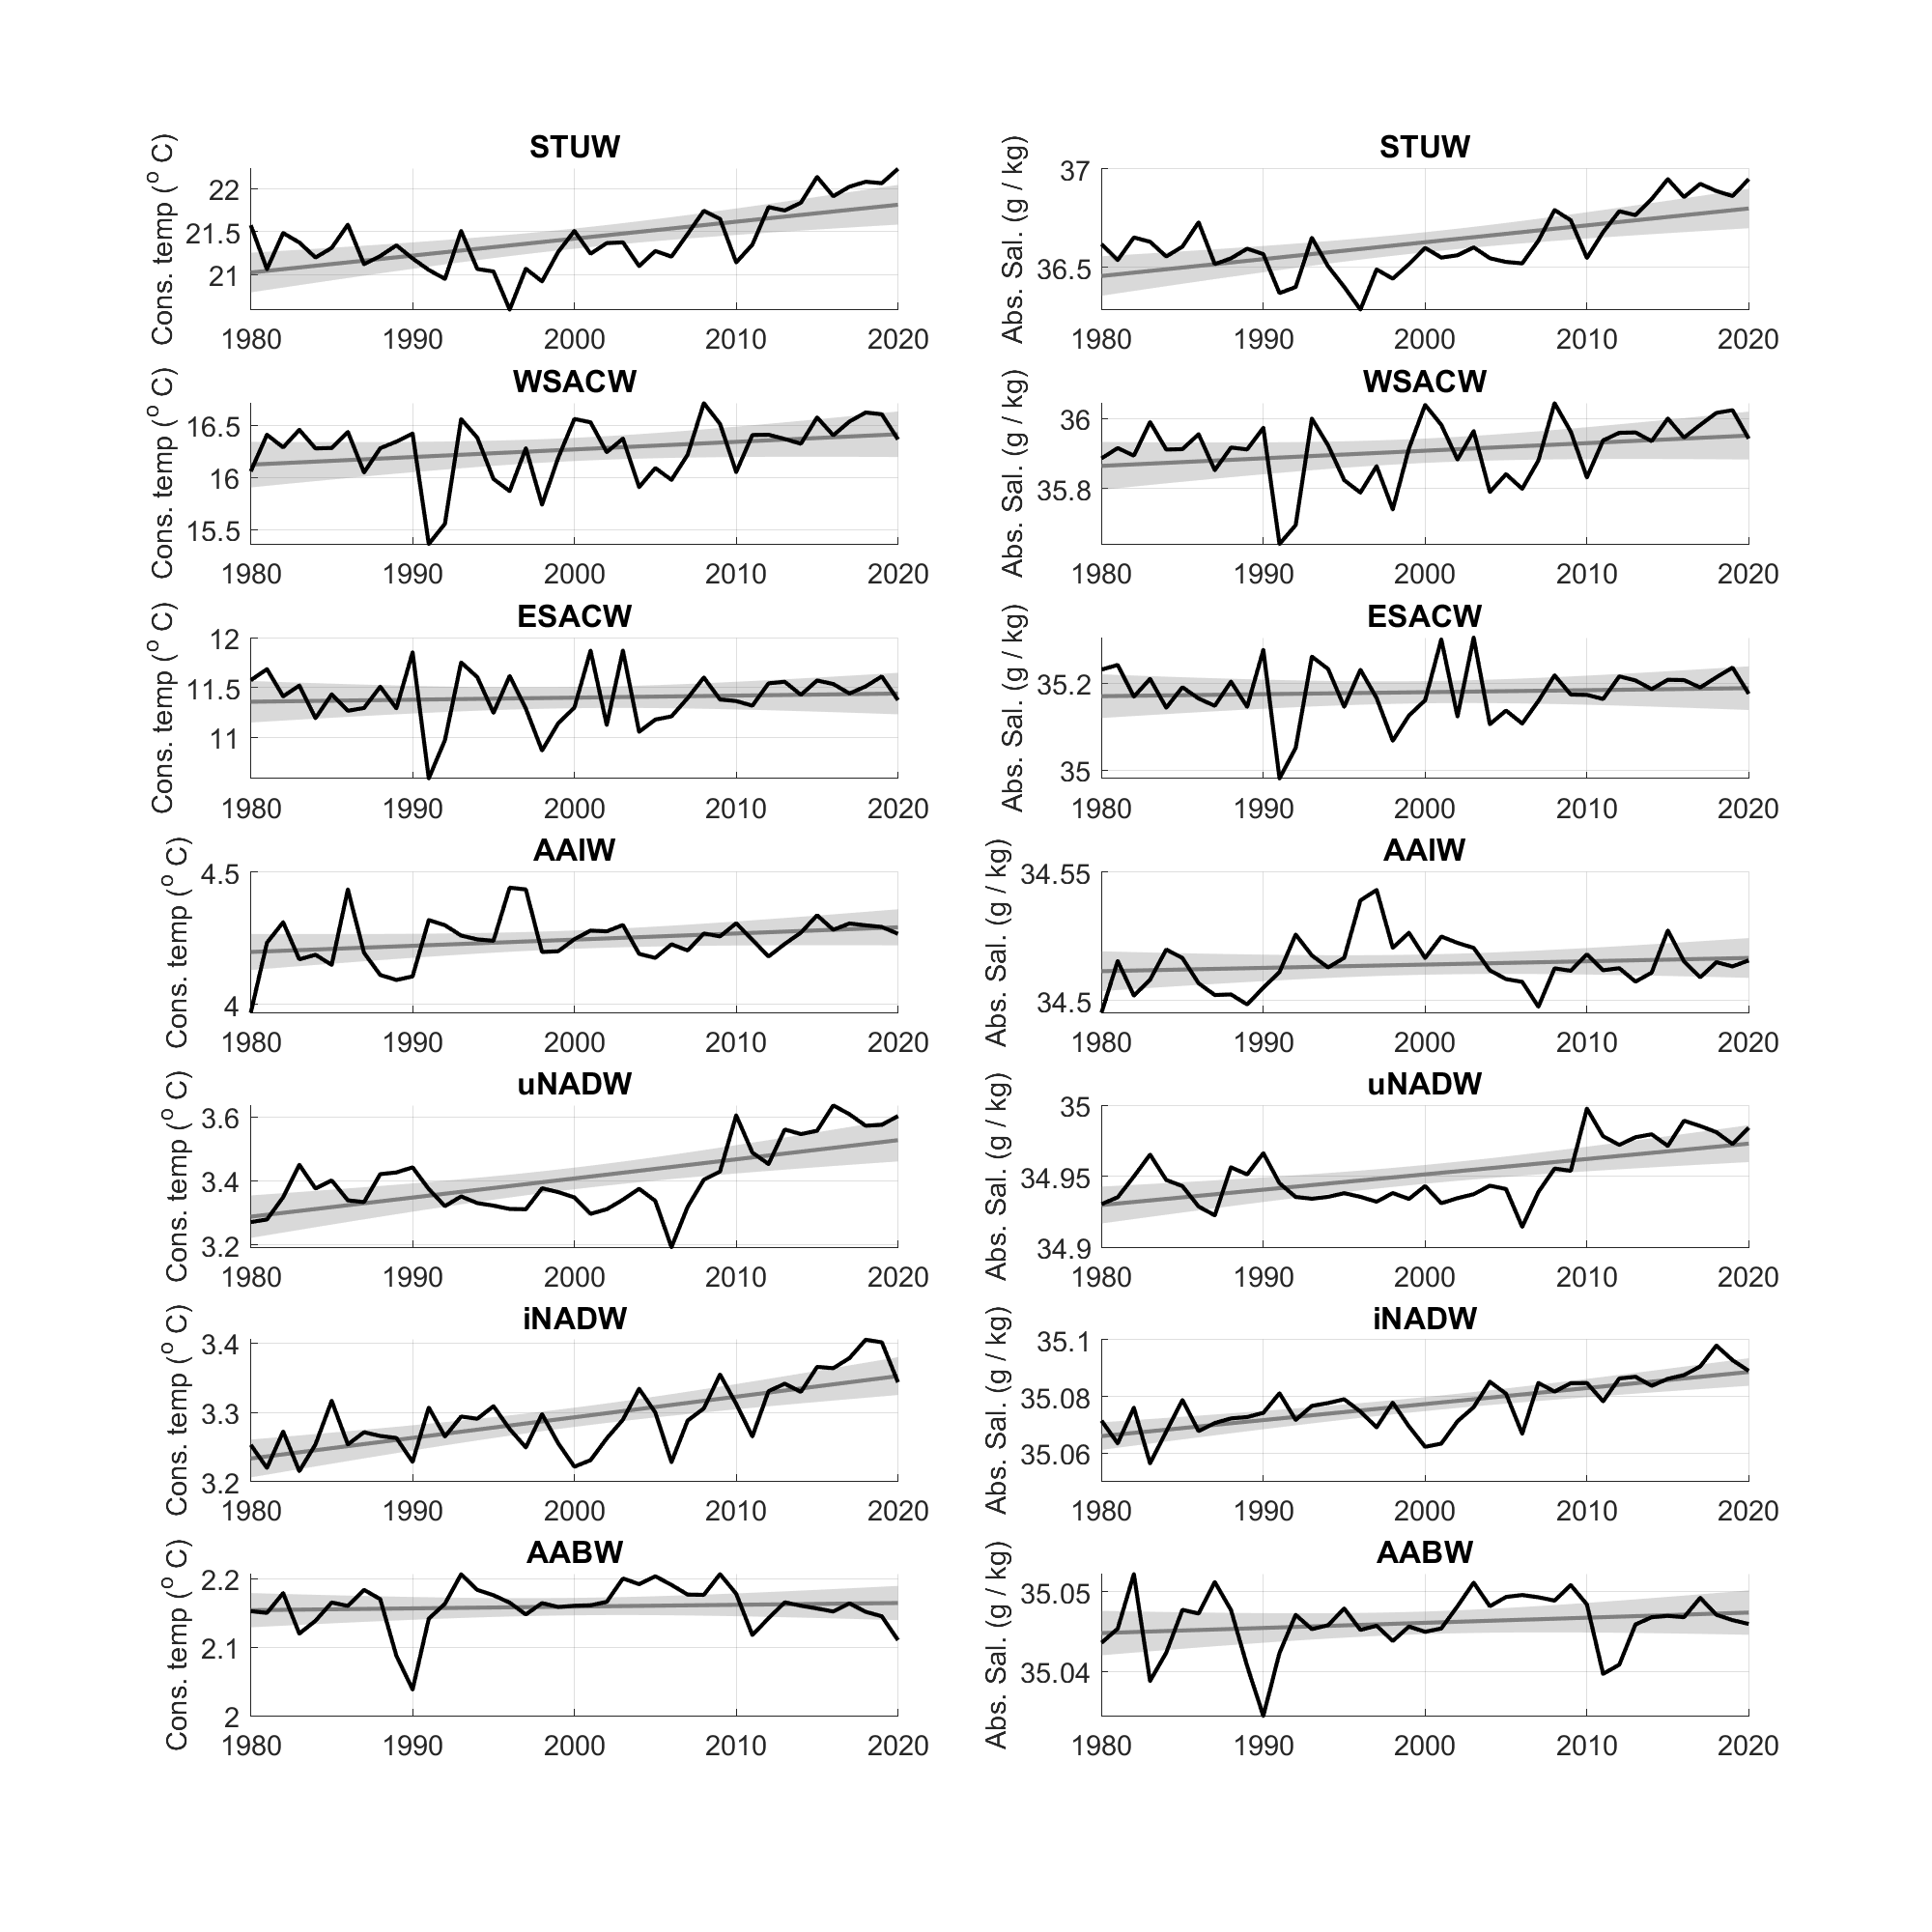 STUW
Cons. temp (° C)
22
21.5
21
1980 1990 2000 2010 2020
STUW
Abs. Sal. (g / kg)
37
36.5
1980 1990 2000 2010 2020
WSACW
Cons. temp (° C)
16.5
16
15.5
1980 1990 2000 2010 2020
WSACW
Abs. Sal. (g / kg)
36
35.8
1980 1990 2000 2010 2020
ESACW
Cons. temp (° C)
12
11.5
11
1980 1990 2000 2010 2020
ESACW
Abs. Sal. (g / kg)
35.2
35
1980 1990 2000 2010 2020
AAIW
Cons. temp (° C)
4.5
4
1980 1990 2000 2010 2020
AAIW
Abs. Sal. (g / kg)
34.55
34.5
1980 1990 2000 2010 2020
uNADW
Cons. temp (° C)
3.6
3.4
3.2
1980 1990 2000 2010 2020
uNADW
Abs. Sal. (g / kg)
35
34.95
34.9
1980 1990 2000 2010 2020
iNADW
Cons. temp (° C)
3.4
3.3
3.2
1980 1990 2000 2010 2020
iNADW
Abs. Sal. (g / kg)
35.1
35.08
35.06
1980 1990 2000 2010 2020
AABW
Cons. temp (° C)
2.2
2.1
2
1980 1990 2000 2010 2020
AABW
Abs. Sal. (g / kg)
35.05
35.04
1980 1990 2000 2010 2020